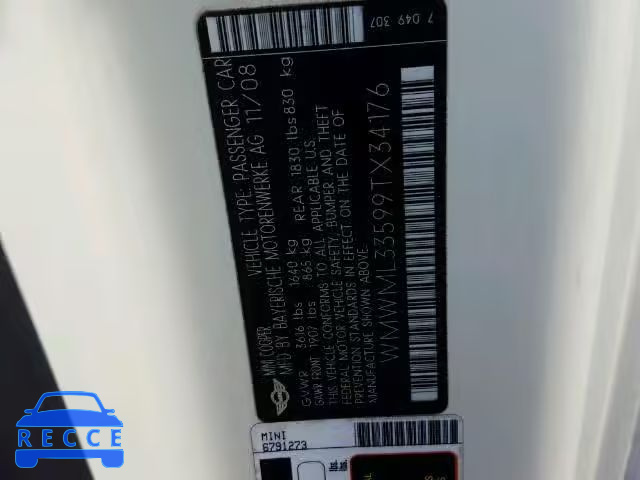 MINI COOPER
VEHICLE TYPE: PASSENGER CAR
MFD BY BAYERISCHE MOTORENWERKE AG 11/08
GVWR 3616 lbs 1640 kg
GAWR FRONT 1907 lbs 865 kg REAR 1830 lbs 830 kg
THIS VEHICLE CONFORMS TO ALL APPLICABLE U.S.
FEDERAL MOTOR VEHICLE SAFETY, BUMPER AND THEFT
PREVENTION STANDARDS IN EFFECT ON DATE OF
MANUFACTURE SHOWN ABOVE.
WMWML33599TX34176
7 049 307
MINI
6791273
RECCE